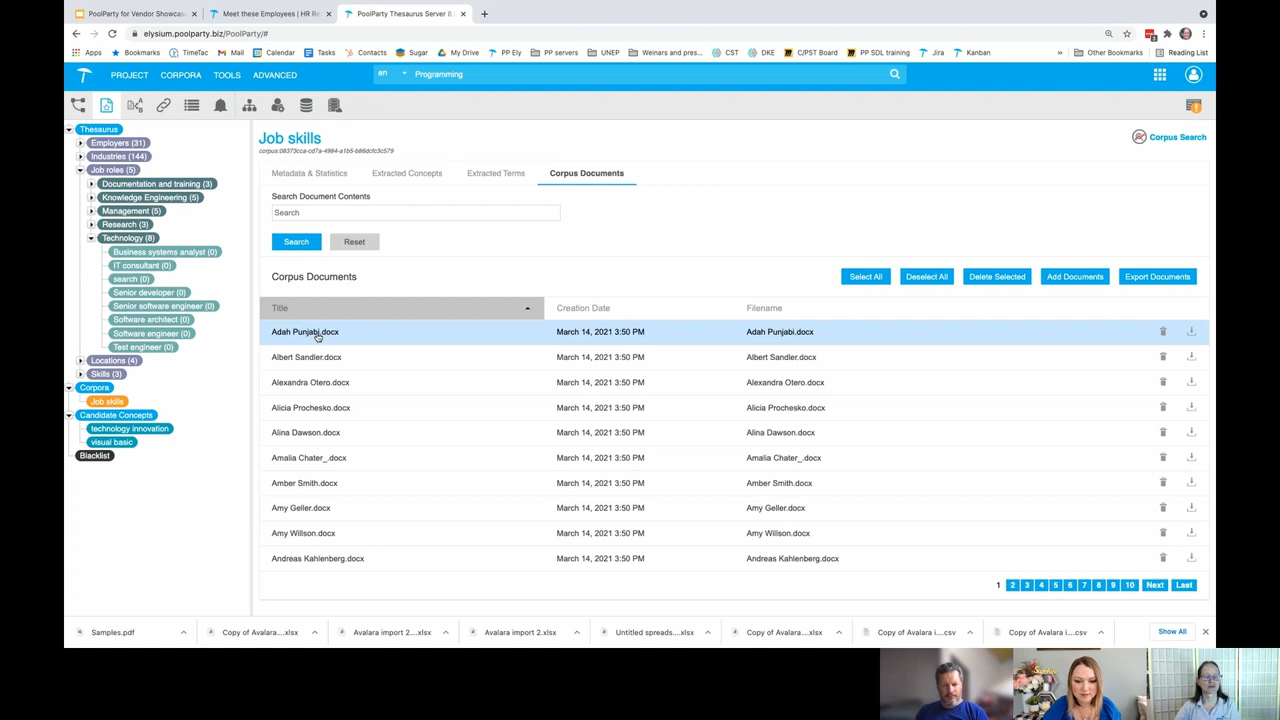 PoolParty for Vendor Showcas
Meet these Employees | HR Re
PoolParty Thesaurus Server 8.
elysium.poolparty.biz/PoolParty/#
Apps
Bookmarks
TimeTac
Mail
Calendar
Tasks
Contacts
Sugar
My Drive
PP Ely
PP servers
UNEP
Weinars and pres...
CST
DKE
C/PST Board
PP SDL training
Jira
Kanban
»
Other Bookmarks
Reading List
PROJECT
CORPORA
TOOLS
ADVANCED
en
Programming
Thesaurus
Employers (31)
Industries (144)
Job roles (5)
Documentation and training (3)
Knowledge Engineering (5)
Management (5)
Research (3)
Technology (8)
Business systems analyst (0)
IT consultant (0)
search (0)
Senior developer (0)
Senior software engineer (0)
Software architect (0)
Software engineer (0)
Test engineer (0)
Locations (4)
Skills (3)
Corpora
Job skills
Candidate Concepts
technology innovation
visual basic
Blacklist
Job skills
corpus:08373cca-cd7a-4984-a1b5-b86dcfc3c579
Corpus Search
Metadata & Statistics
Extracted Concepts
Extracted Terms
Corpus Documents
Search Document Contents
Search
Search
Reset
Corpus Documents
Select All
Deselect All
Delete Selected
Add Documents
Export Documents
Title
Creation Date
Filename
Adah Punjabi.docx March 14, 2021 3:50 PM Adah Punjabi.docx
Albert Sandler.docx March 14, 2021 3:50 PM Albert Sandler.docx
Alexandra Otero.docx March 14, 2021 3:50 PM Alexandra Otero.docx
Alicia Prochesko.docx March 14, 2021 3:50 PM Alicia Prochesko.docx
Alina Dawson.docx March 14, 2021 3:50 PM Alina Dawson.docx
Amalia Chater_.docx March 14, 2021 3:50 PM Amalia Chater_.docx
Amber Smith.docx March 14, 2021 3:50 PM Amber Smith.docx
Amy Geller.docx March 14, 2021 3:50 PM Amy Geller.docx
Amy Willson.docx March 14, 2021 3:50 PM Amy Willson.docx
Andreas Kahlenberg.docx March 14, 2021 3:50 PM Andreas Kahlenberg.docx
1 2 3 4 5 6 7 8 9 10 Next Last
Samples.pdf
Copy of Avalara....xlsx
Avalara import 2....xlsx
Avalara import 2.xlsx
Untitled spreads....xlsx
Copy of Avalara....xlsx
Copy of Avalara i....csv
Copy of Avalara i....csv
Show All